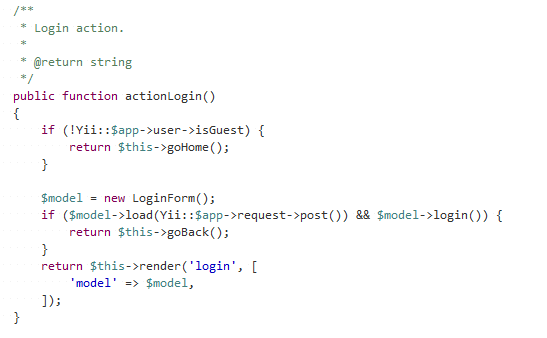 /**
 * Login action.
 *
 * @return string
 */
public function actionLogin()
{
    if (!Yii::$app->user->isGuest) {
        return $this->goHome();
    }

    $model = new LoginForm();
    if ($model->load(Yii::$app->request->post()) && $model->login()) {
        return $this->goBack();
    }
    return $this->render('login', [
        'model' => $model,
    ]);
}